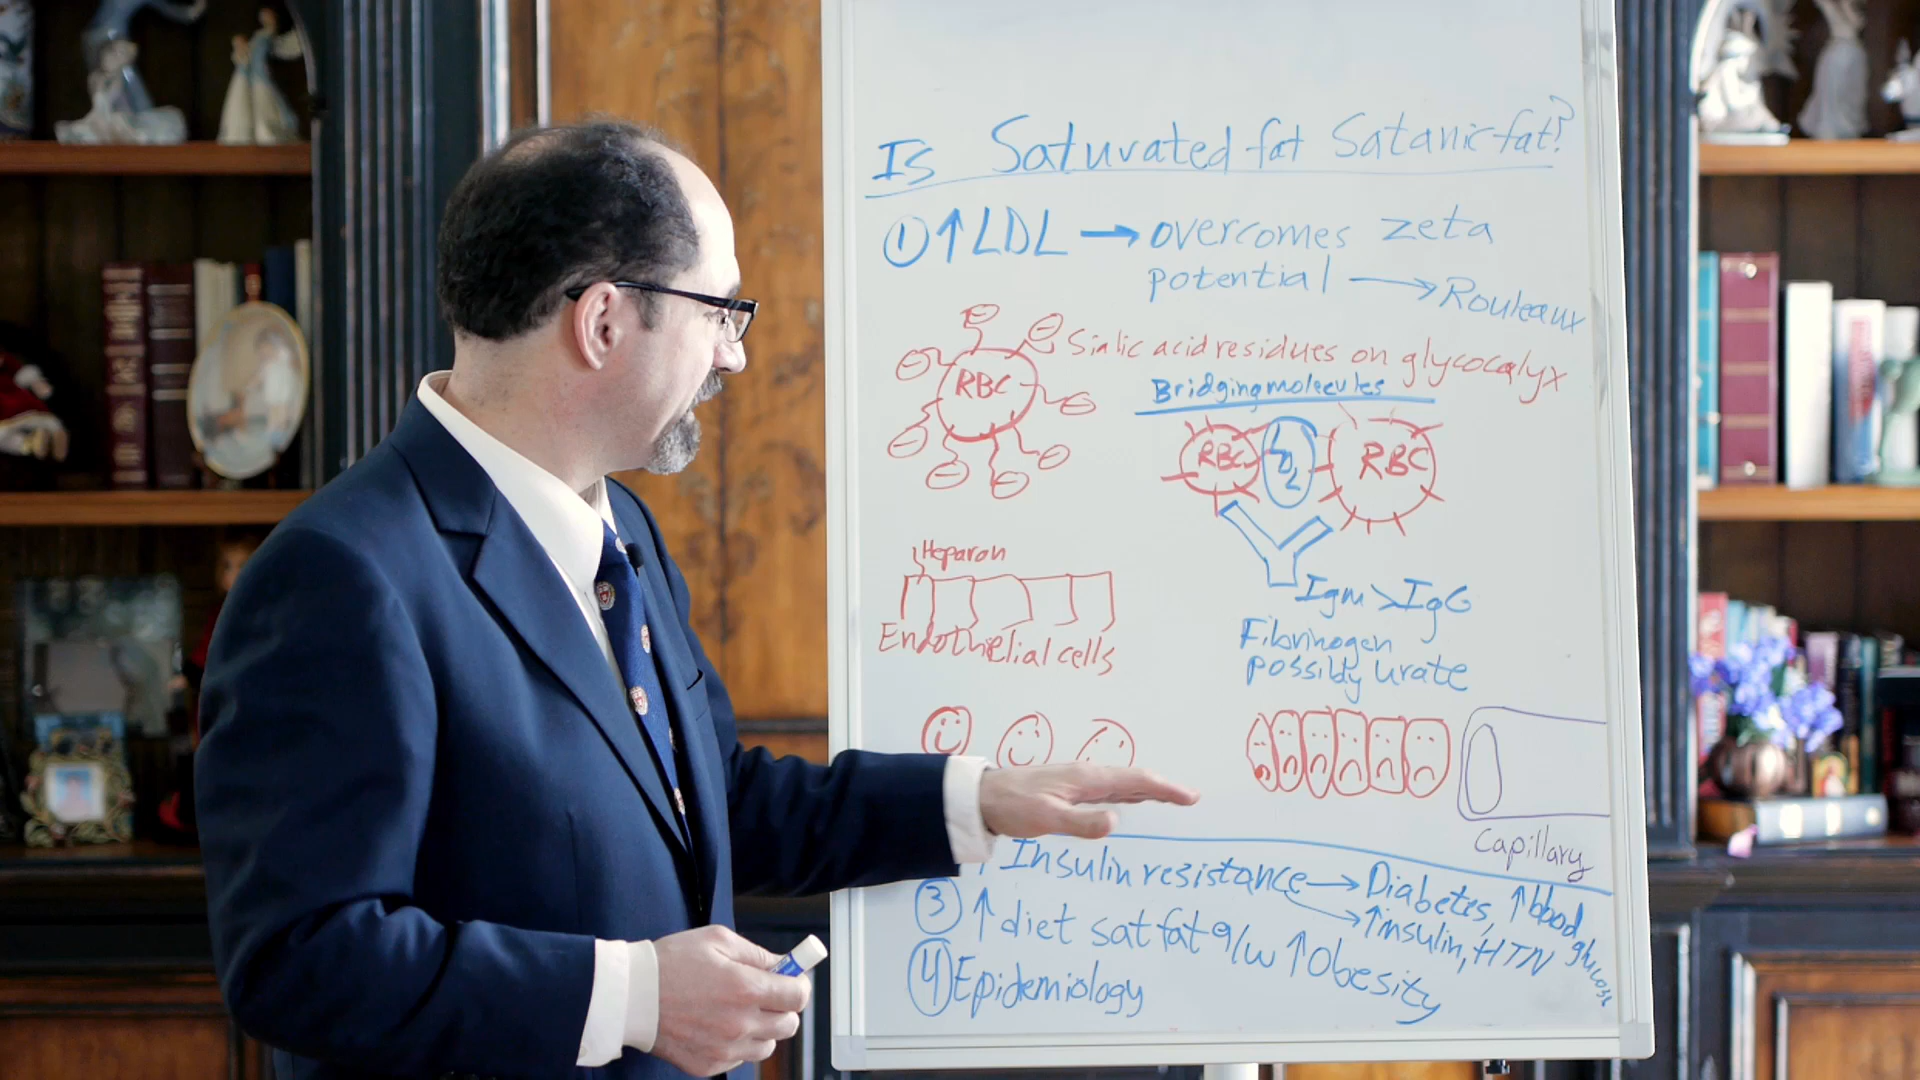 Is Saturated fat Satanic fat?
① ↑ LDL → overcomes zeta
potential → Rouleaux
Sialic acid residues on glycocalyx
RBC
Bridging molecules
RBC LDL RBC
Heparan
IgM > IgG
Endothelial cells
Fibrinogen
possibly urate
Capillary
↑ Insulin resistance → Diabetes, ↑ blood glucose
→ ↑ insulin, HTN
③ ↑ diet sat fat a/w ↑ Obesity
④ Epidemiology